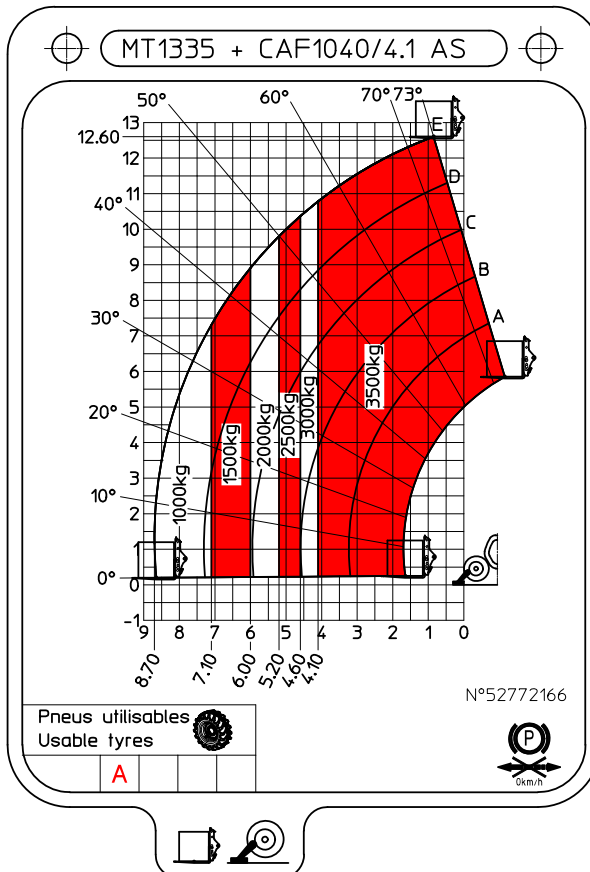 MT1335 + CAF1040/4.1 AS
50°
60°
70°73°
13
12.60
12
11
10
9
8
7
6
5
4
3
2
1
0
-1
40°
30°
20°
10°
0°
E
D
C
B
A
1000kg
1500kg
2000kg
2500kg
3000kg
3500kg
9 8 7 6 5 4 3 2 1 0
8.70
7.10
6.00
5.20
4.60
4.10
N°52772166
Pneus utilisables
Usable tyres
A
P
0km/h